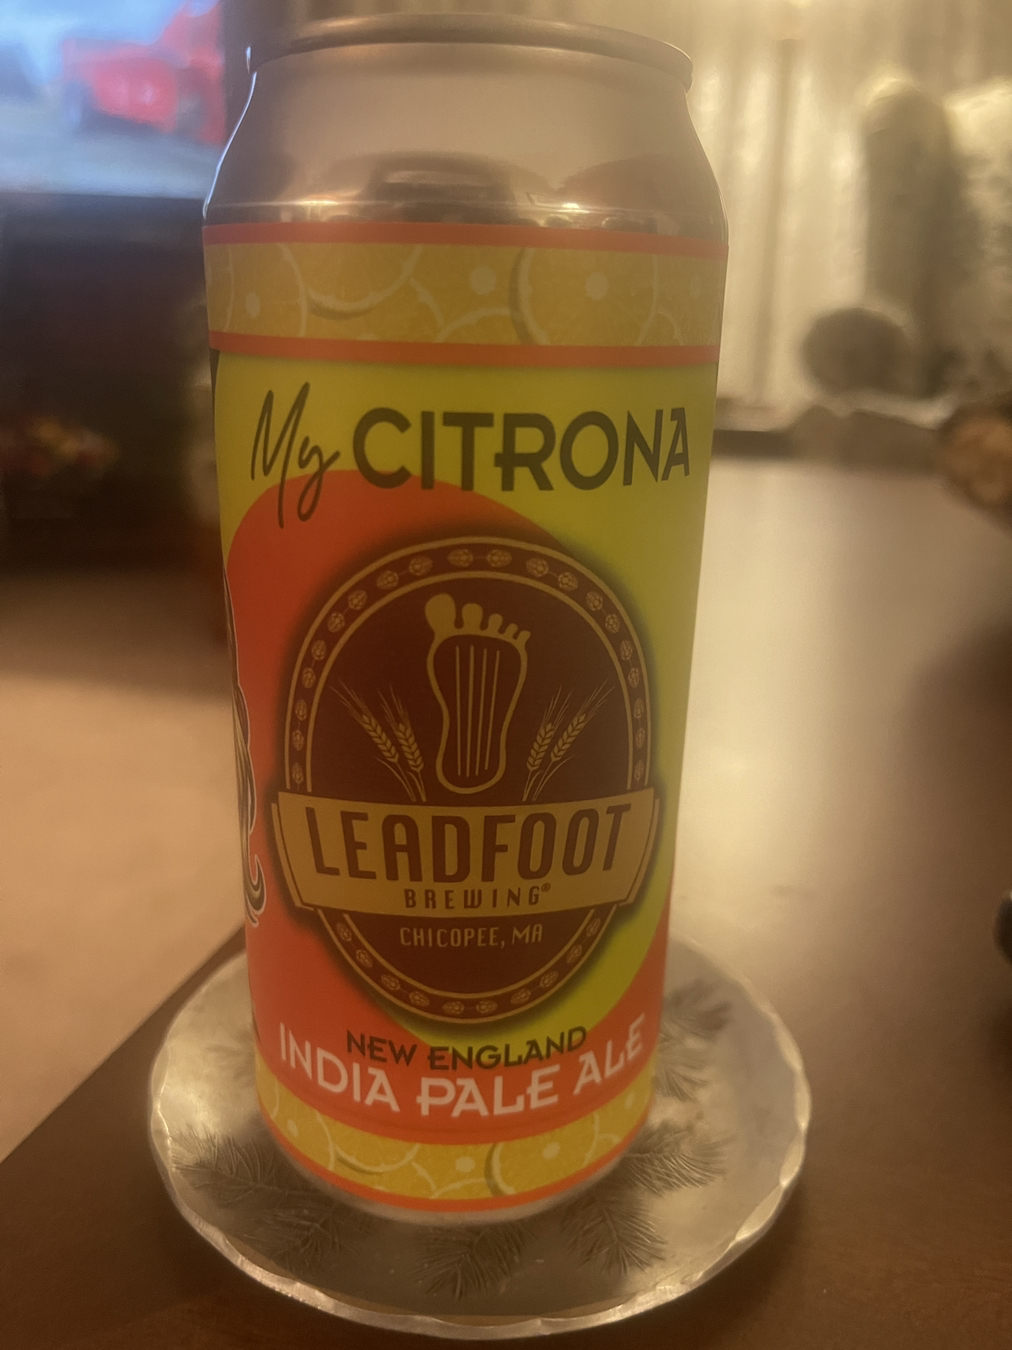 My CITRONA
LEADFOOT
BREWING®
CHICOPEE, MA
NEW ENGLAND
INDIA PALE ALE